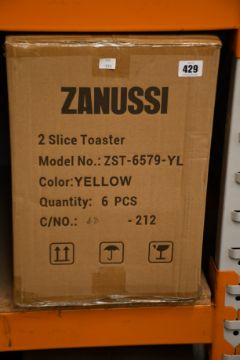 429
ZANUSSI
2 Slice Toaster
Model No.: ZST-6579-YL
Color:YELLOW
Quantity: 6 PCS
C/NO.: - 212